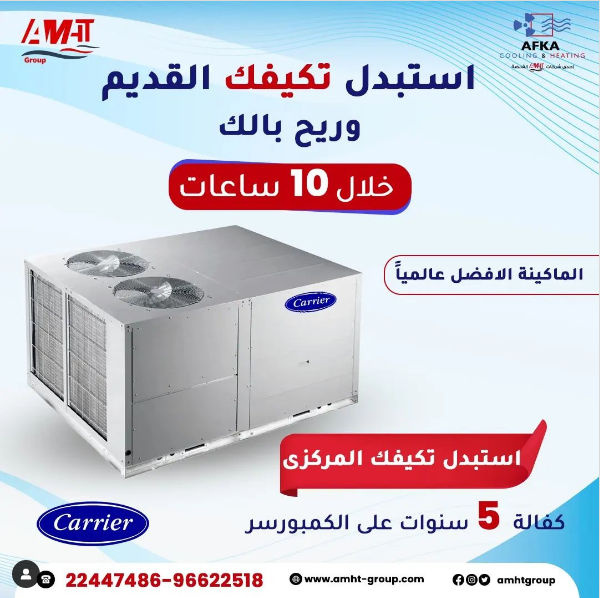 AMHT
Group
AFKA
COOLING & HEATING
استبدل تكيفك القديم
وريح بالك
خلال 10 ساعات
الماكينة الافضل عالمياً
Carrier
استبدل تكيفك المركزى
كفالة 5 سنوات على الكمبورسر
Carrier
22447486-96622518
www.amht-group.com
amhtgroup